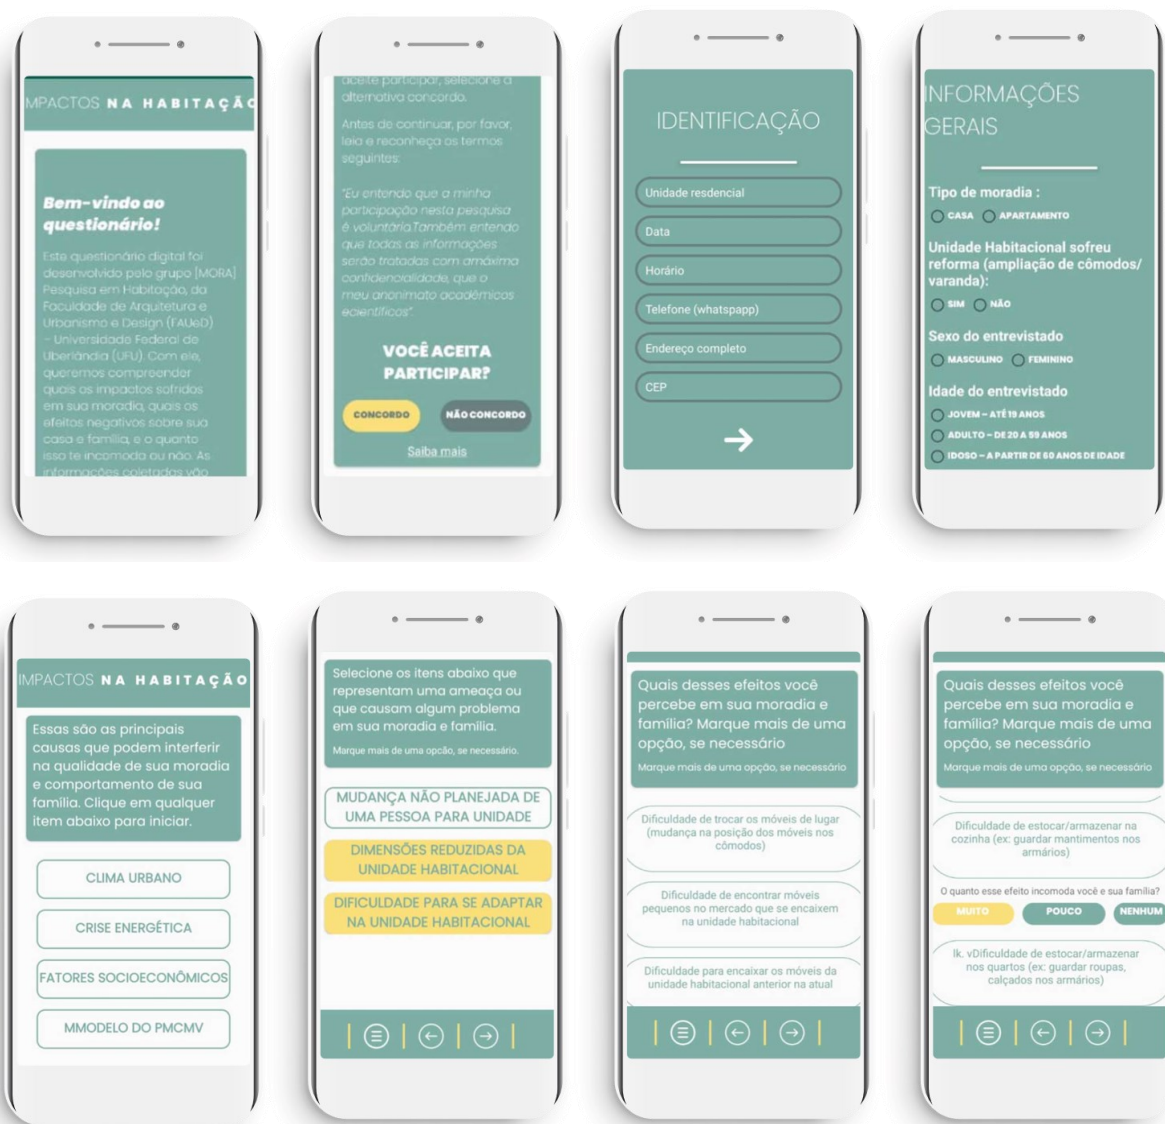 MPACTOS NA HABITAÇÃO
Bem-vindo ao
questionário!
Este questionário digital foi
desenvolvido pelo grupo [MORA]
Pesquisa em Habitação, da
Faculdade de Arquitetura e
Urbanismo e Design (FAUeD)
- Universidade Federal de
Uberlândia (UFU). Com ele,
queremos compreender
quais os impactos sofridos
em sua moradia, quais os
efeitos negativos sobre sua
casa e família, e o quanto
isso te incomoda ou não. As
informações coletadas vão
aceite participar, selecione a
alternativa concordo.
Antes de continuar, por favor,
leia e reconheça os termos
seguintes:
"Eu entendo que a minha
participação nesta pesquisa
é voluntária.Também entendo
que todas as informações
serão tratadas com amáxima
confidencialidade, que o
meu anonimato acadêmicos
ecientíficos".
VOCÊ ACEITA
PARTICIPAR?
CONCORDO
NÃO CONCORDO
Saiba mais
IDENTIFICAÇÃO
Unidade resdencial
Data
Horário
Telefone (whatspapp)
Endereço completo
CEP
INFORMAÇÕES
GERAIS
Tipo de moradia :
CASA APARTAMENTO
Unidade Habitacional sofreu
reforma (ampliação de cômodos/
varanda):
SIM NÃO
Sexo do entrevistado
MASCULINO FEMININO
Idade do entrevistado
JOVEM – ATÉ 19 ANOS
ADULTO – DE 20 A 59 ANOS
IDOSO – A PARTIR DE 60 ANOS DE IDADE
IMPACTOS NA HABITAÇÃO
Essas são as principais
causas que podem interferir
na qualidade de sua moradia
e comportamento de sua
família. Clique em qualquer
item abaixo para iniciar.
CLIMA URBANO
CRISE ENERGÉTICA
FATORES SOCIOECONÔMICOS
MMODELO DO PMCMV
Selecione os itens abaixo que
representam uma ameaça ou
que causam algum problema
em sua moradia e família.
Marque mais de uma opcão, se necessário.
MUDANÇA NÃO PLANEJADA DE
UMA PESSOA PARA UNIDADE
DIMENSÕES REDUZIDAS DA
UNIDADE HABITACIONAL
DIFICULDADE PARA SE ADAPTAR
NA UNIDADE HABITACIONAL
Quais desses efeitos você
percebe em sua moradia e
família? Marque mais de uma
opção, se necessário
Marque mais de uma opção, se necessário
Dificuldade de trocar os móveis de lugar
(mudança na posição dos móveis nos
cômodos)
Dificuldade de encontrar móveis
pequenos no mercado que se encaixem
na unidade habitacional
Dificuldade para encaixar os móveis da
unidade habitacional anterior na atual
Quais desses efeitos você
percebe em sua moradia e
família? Marque mais de uma
opção, se necessário
Marque mais de uma opção, se necessário
Dificuldade de estocar/armazenar na
cozinha (ex: guardar mantimentos nos
armários)
O quanto esse efeito incomoda você e sua família?
MUITO
POUCO
NENHUM
lk. vDificuldade de estocar/armazenar
nos quartos (ex: guardar roupas,
calçados nos armários)